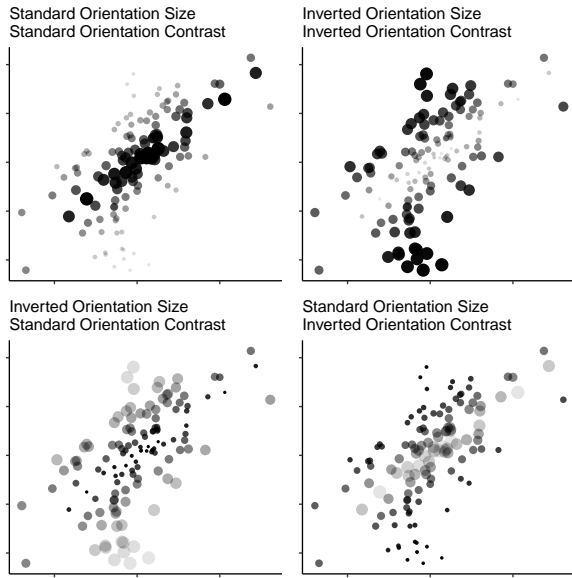 Standard Orientation Size
Standard Orientation Contrast
Inverted Orientation Size
Inverted Orientation Contrast
Inverted Orientation Size
Standard Orientation Contrast
Standard Orientation Size
Inverted Orientation Contrast